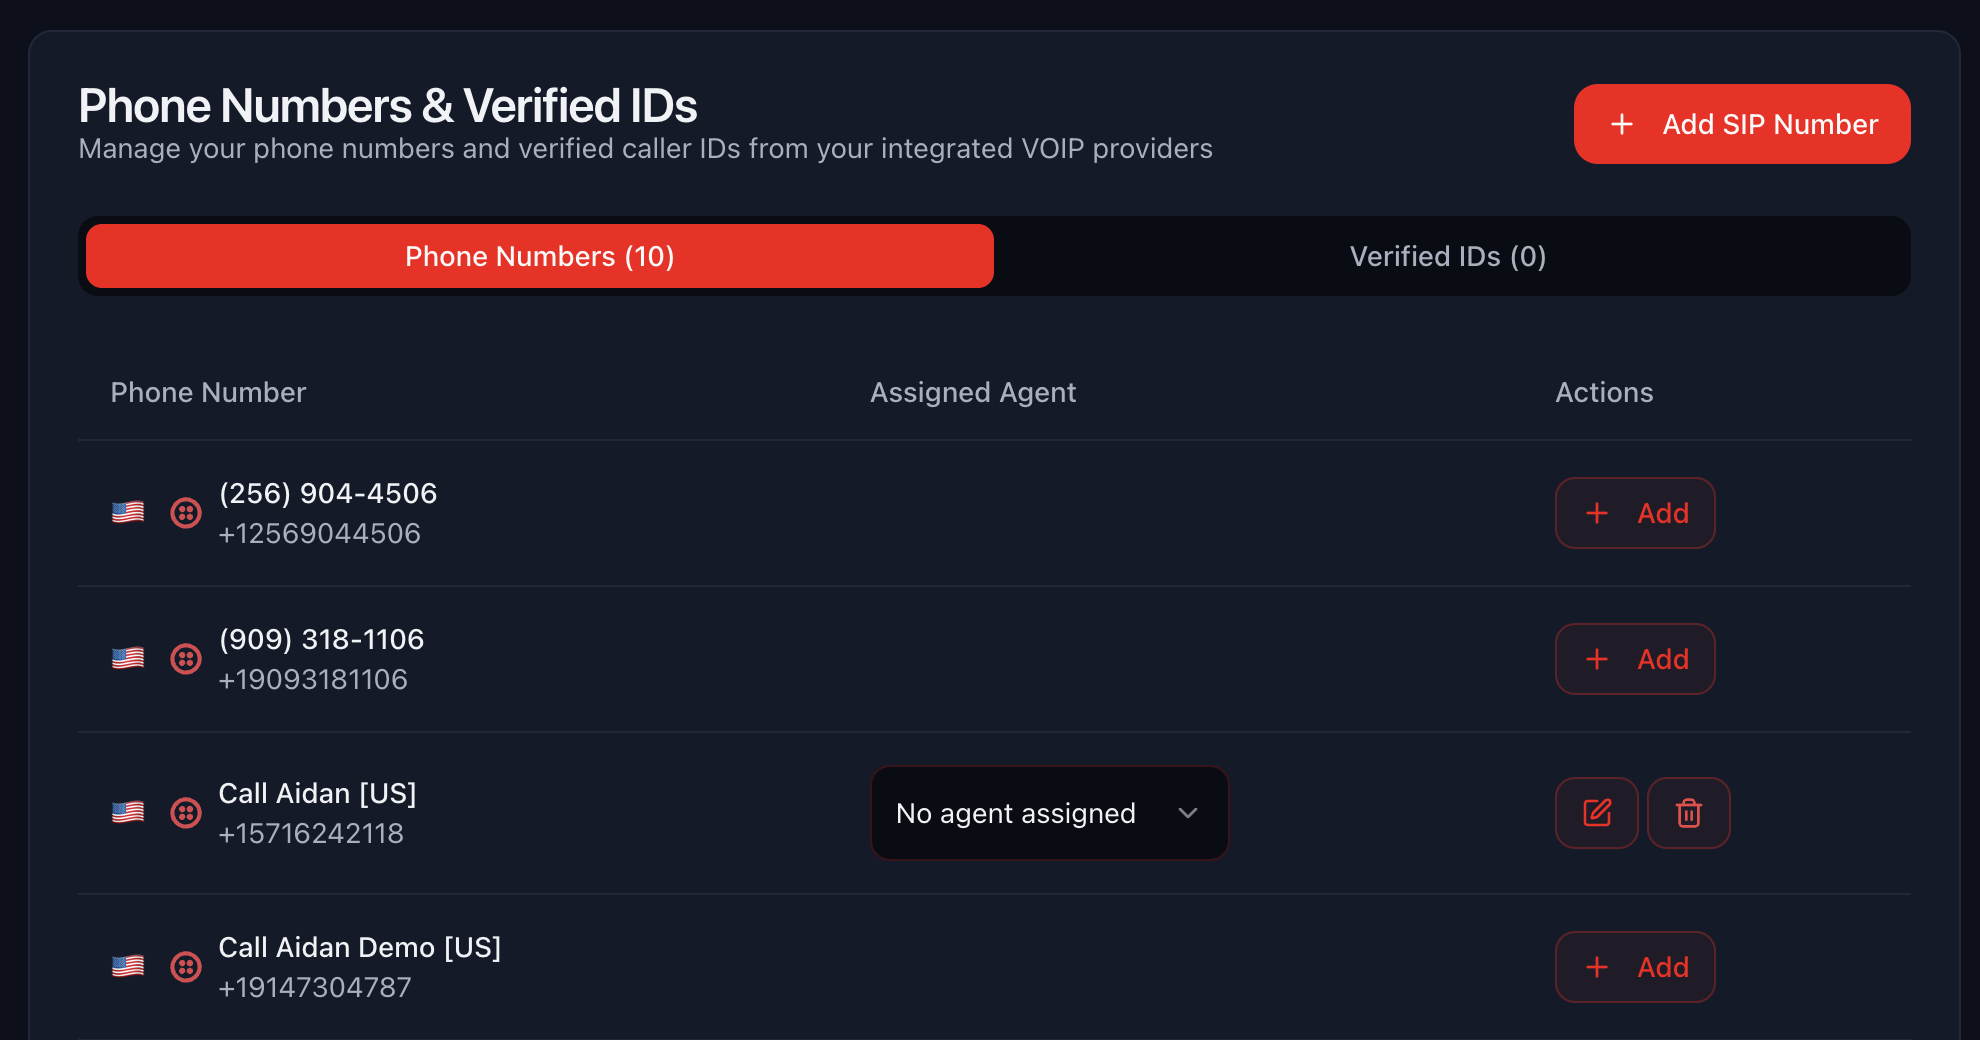 Phone Numbers & Verified IDs
Manage your phone numbers and verified caller IDs from your integrated VOIP providers
+ Add SIP Number
Phone Numbers (10)
Verified IDs (0)
Phone Number
Assigned Agent
Actions
(256) 904-4506
+12569044506
+ Add
(909) 318-1106
+19093181106
+ Add
Call Aidan [US]
+15716242118
No agent assigned
Call Aidan Demo [US]
+19147304787
+ Add